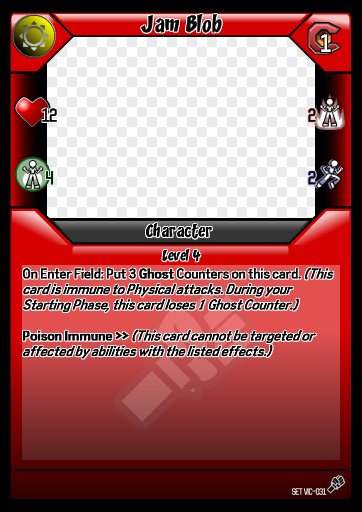 Jam Blob
1
12
2
4
2
Character
Level 4
On Enter Field: Put 3 Ghost Counters on this card. (This
card is immune to Physical attacks. During your
Starting Phase, this card loses 1 Ghost Counter.)
Poison Immune >> (This card cannot be targeted or
affected by abilities with the listed effects.)
SET VIC-031